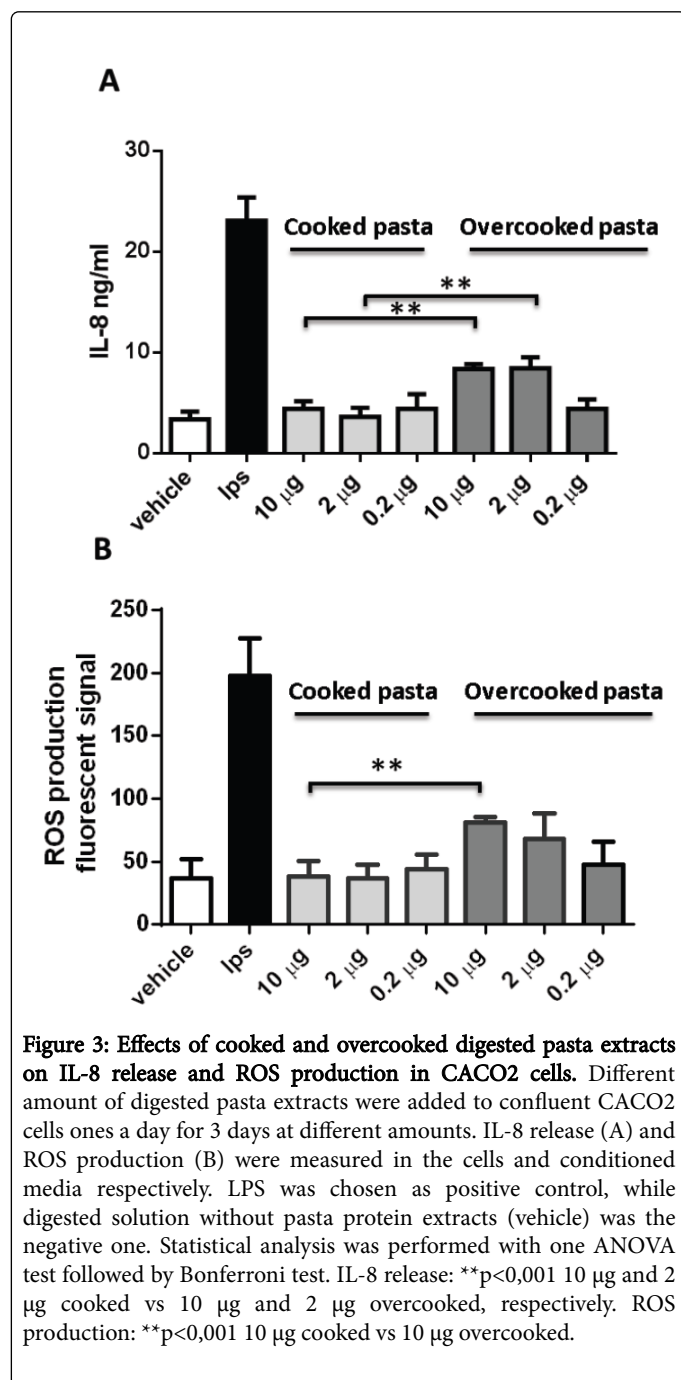 A
30
20
10
0
IL-8 ng/ml
Cooked pasta
Overcooked pasta
**
**
vehicle
lps
10 µg
2 µg
0.2 µg
10 µg
2 µg
0.2 µg
B
250
200
150
100
50
0
ROS production
fluorescent signal
Cooked pasta
Overcooked pasta
**
vehicle
lps
10 µg
2 µg
0.2 µg
10 µg
2 µg
0.2 µg
Figure 3: Effects of cooked and overcooked digested pasta extracts
on IL-8 release and ROS production in CACO2 cells. Different
amount of digested pasta extracts were added to confluent CACO2
cells ones a day for 3 days at different amounts. IL-8 release (A) and
ROS production (B) were measured in the cells and conditioned
media respectively. LPS was chosen as positive control, while
digested solution without pasta protein extracts (vehicle) was the
negative one. Statistical analysis was performed with one ANOVA
test followed by Bonferroni test. IL-8 release: **p<0,001 10 µg and 2
µg cooked vs 10 µg and 2 µg overcooked, respectively. ROS
production: **p<0,001 10 µg cooked vs 10 µg overcooked.